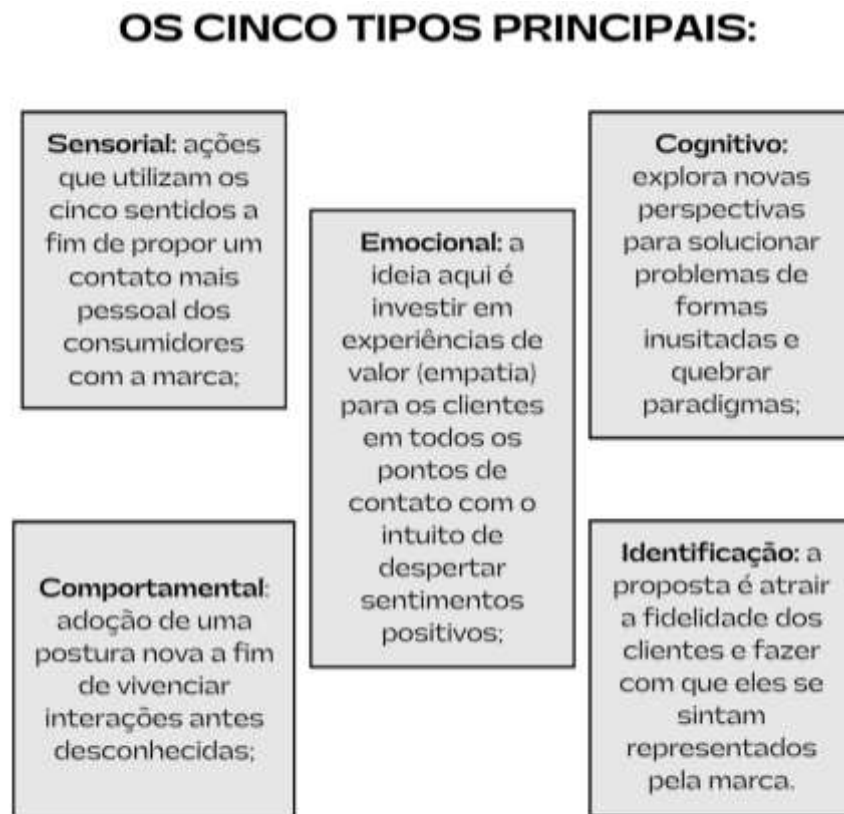 OS CINCO TIPOS PRINCIPAIS:
Sensorial: ações
que utilizam os
cinco sentidos a
fim de propor um
contato mais
pessoal dos
consumidores
com a marca;
Emocional: a
ideia aqui é
investir em
experiências de
valor (empatia)
para os clientes
em todos os
pontos de
contato com o
intuito de
despertar
sentimentos
positivos;
Cognitivo:
explora novas
perspectivas
para solucionar
problemas de
formas
inusitadas e
quebrar
paradigmas;
Comportamental:
adoção de uma
postura nova a fim
de vivenciar
interações antes
desconhecidas;
Identificação: a
proposta é atrair
a fidelidade dos
clientes e fazer
com que eles se
sintam
representados
pela marca.